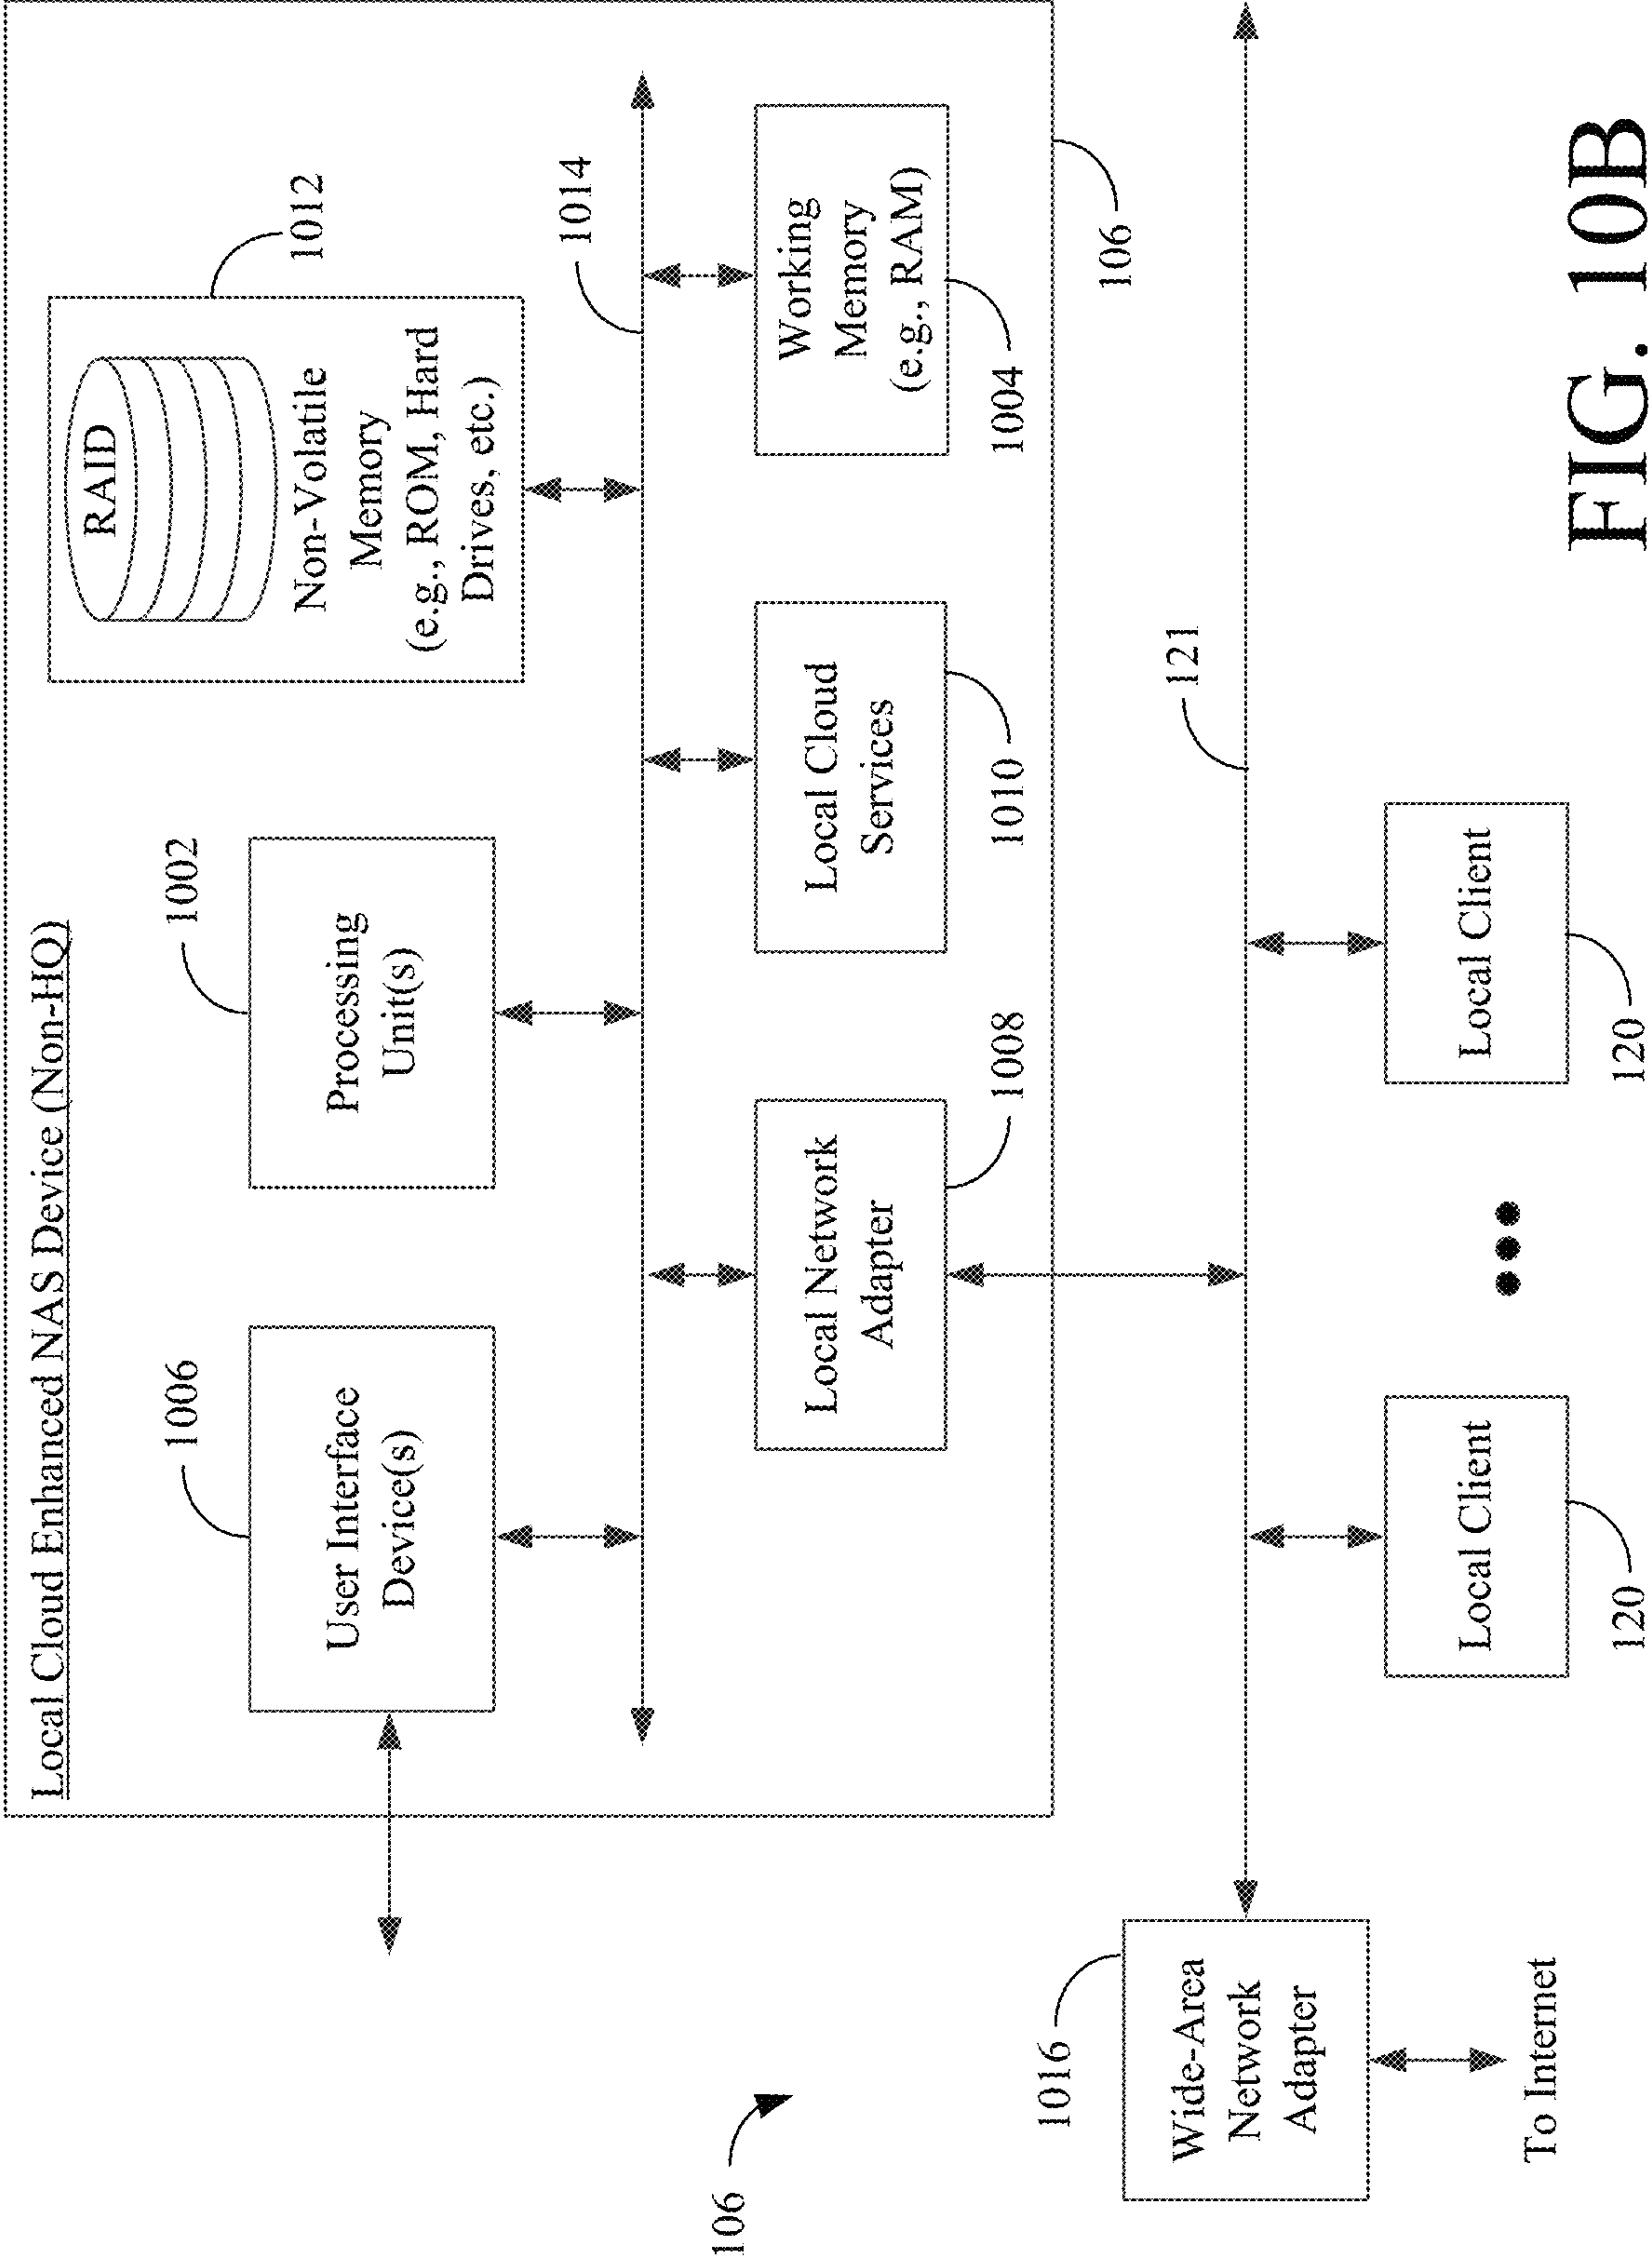 Local Cloud Enhanced NAS Device (Non-HQ)
1006
User Interface
Device(s)
1002
Processing
Unit(s)
1012
RAID
Non-Volatile
Memory
(e.g., ROM, Hard
Drives, etc.)
1014
Local Network
Adapter
1008
Local Cloud
Services
1010
Working
Memory
(e.g., RAM)
1004
106
106
1016
Wide-Area
Network
Adapter
To Internet
121
Local Client
120
Local Client
120
FIG. 10B